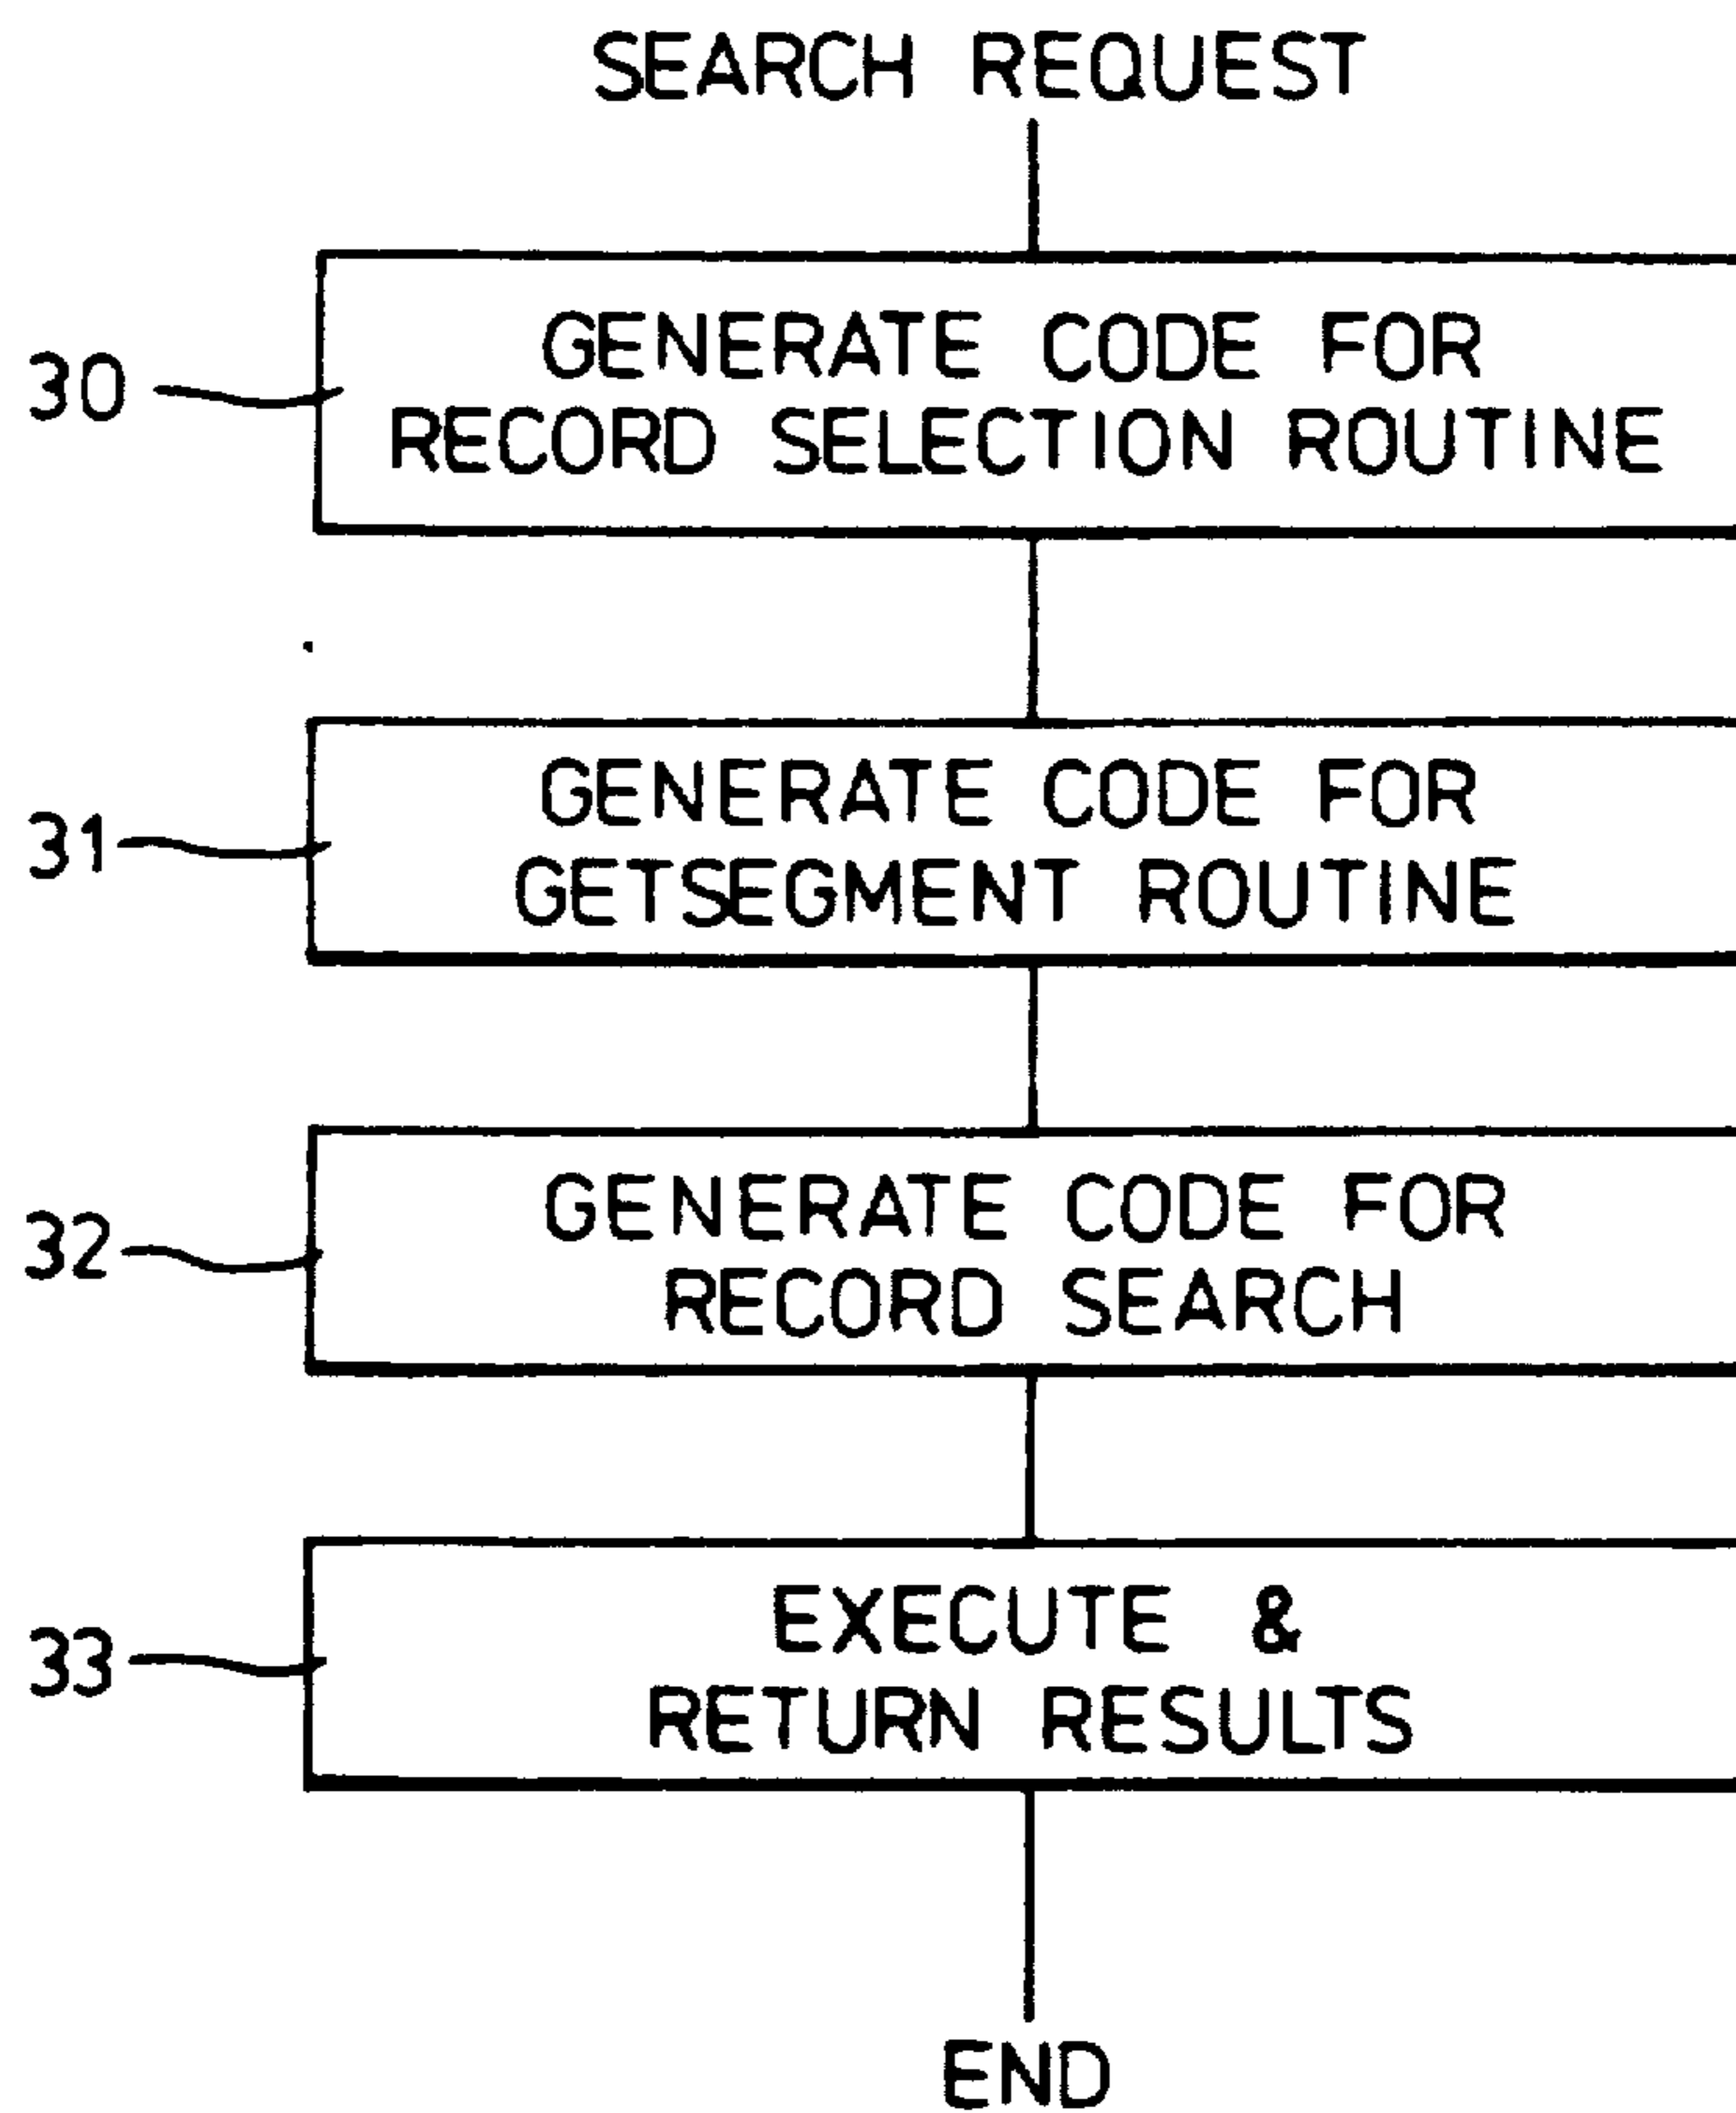 SEARCH REQUEST
30
GENERATE CODE FOR
RECORD SELECTION ROUTINE
31
GENERATE CODE FOR
GETSEGMENT ROUTINE
32
GENERATE CODE FOR
RECORD SEARCH
33
EXECUTE &
RETURN RESULTS
END